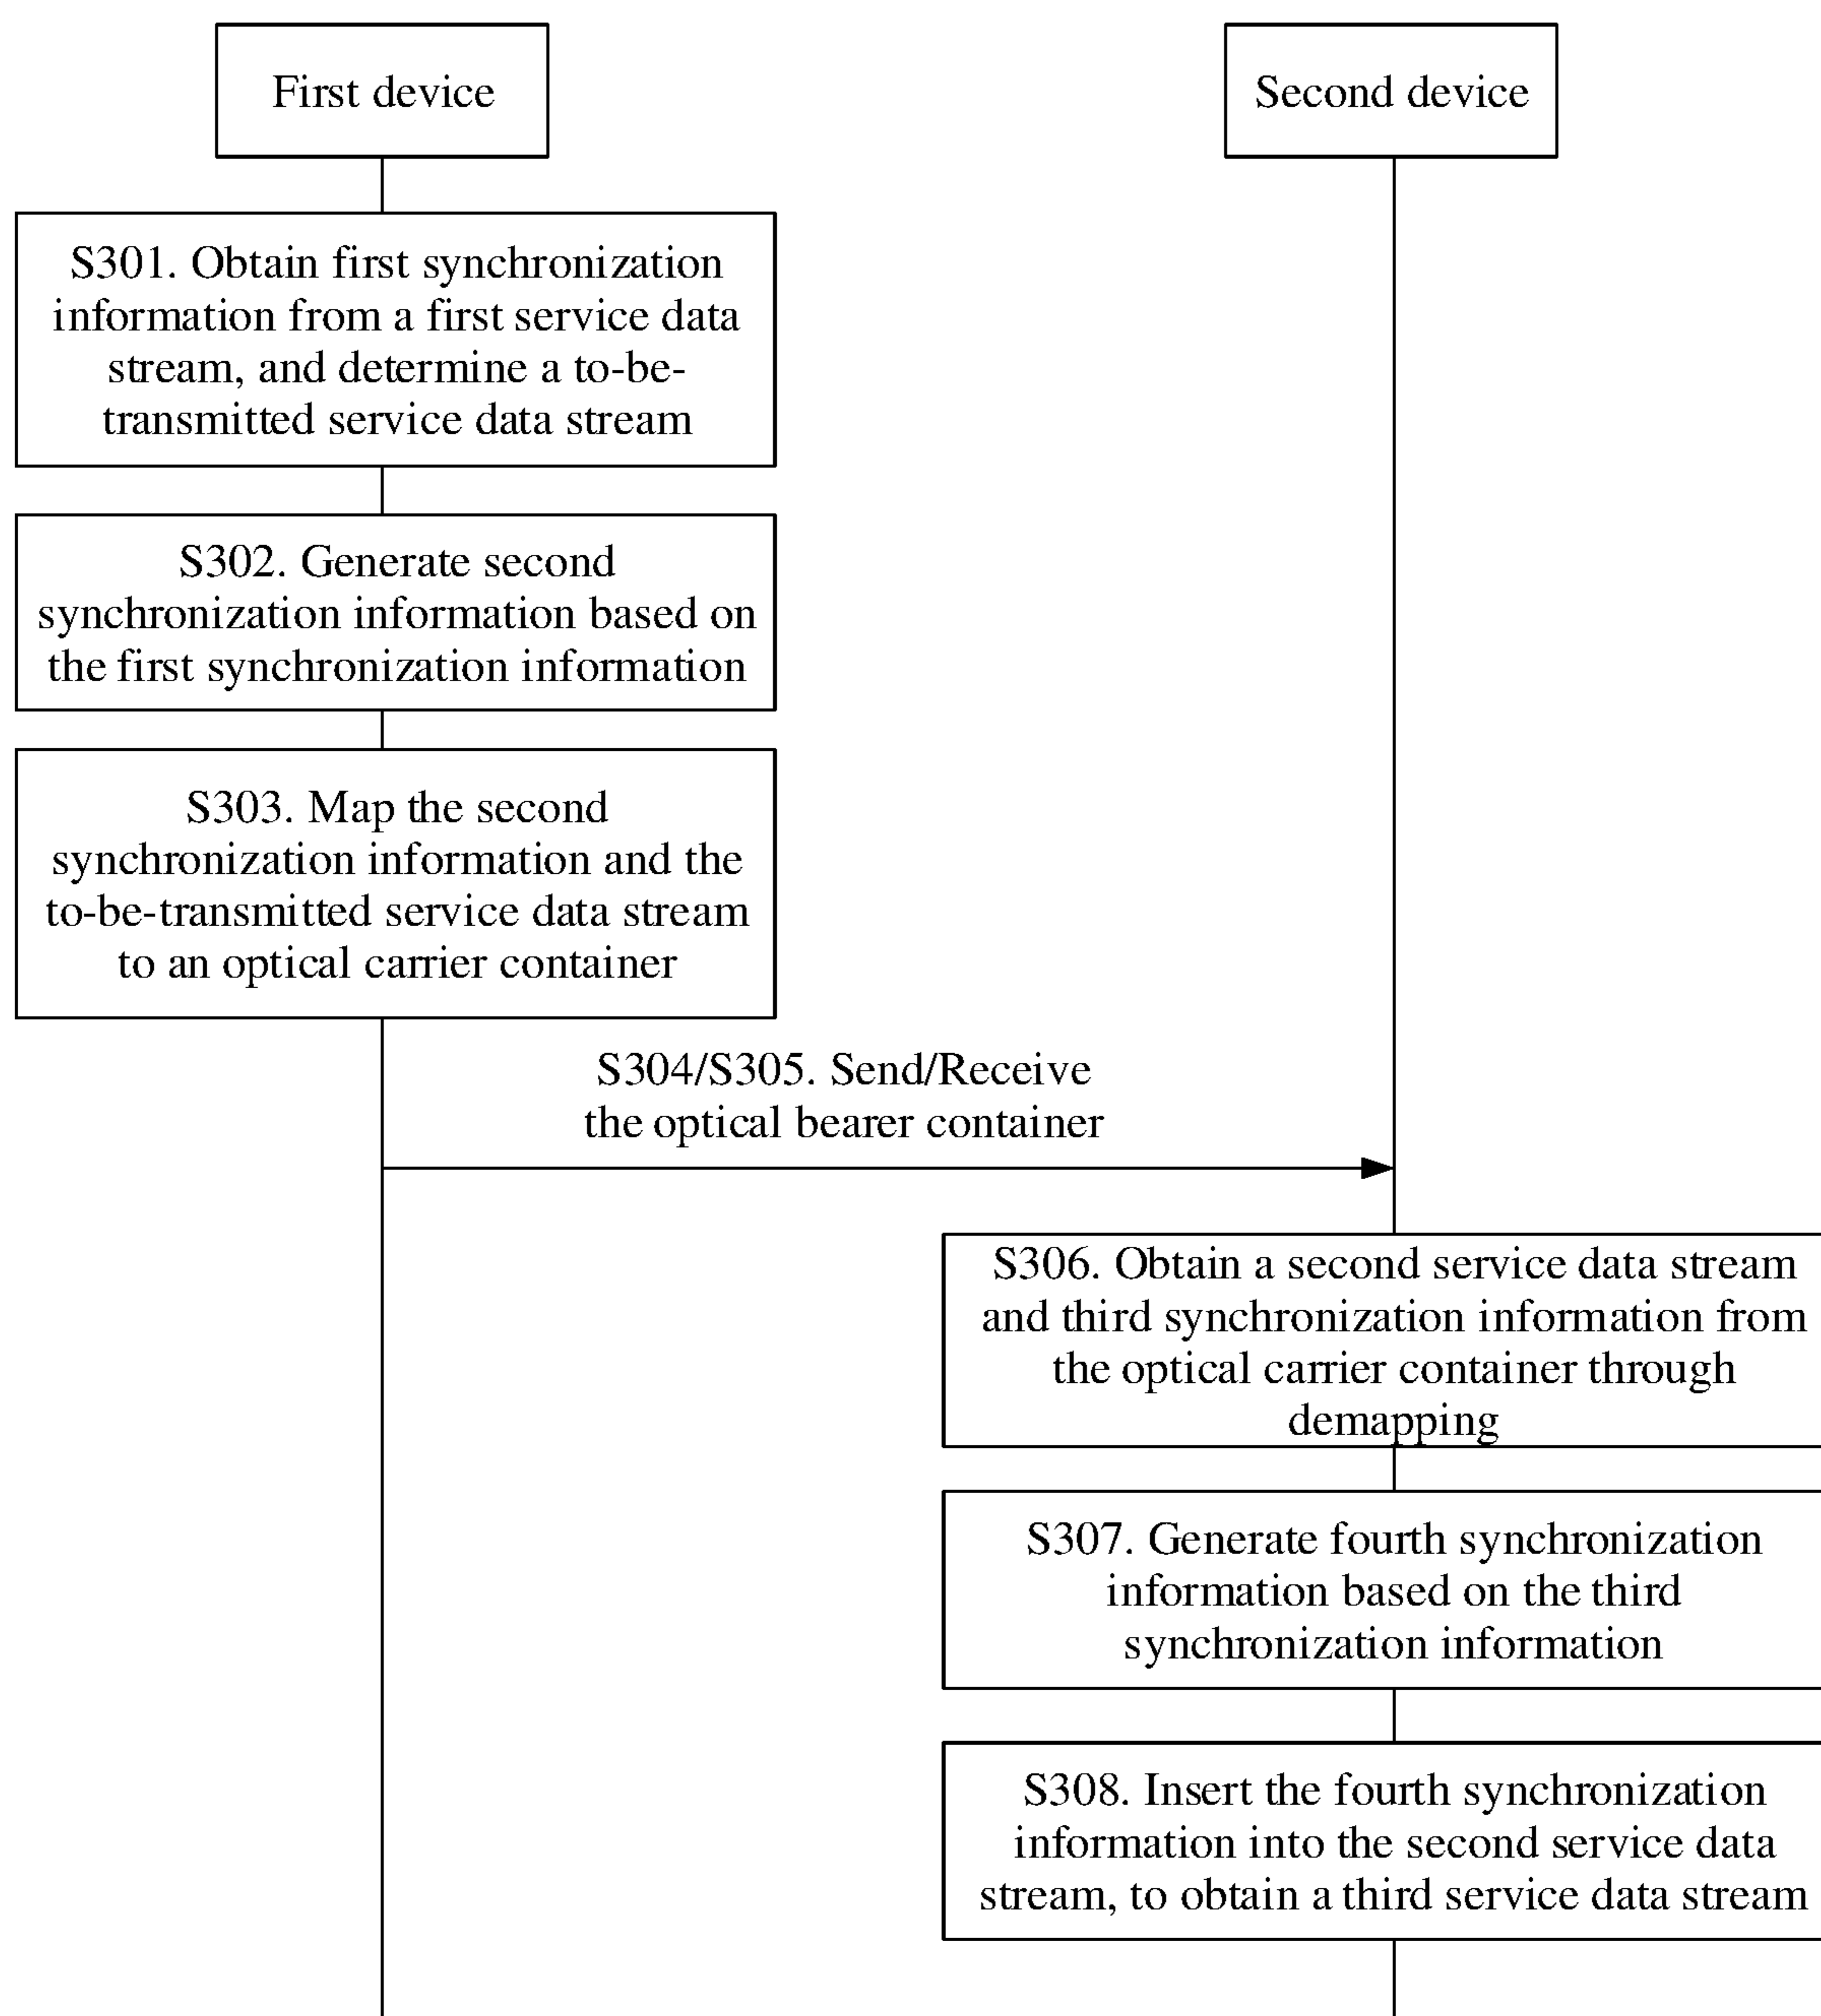 First device
Second device
S301. Obtain first synchronization
information from a first service data
stream, and determine a to-be-
transmitted service data stream
S302. Generate second
synchronization information based on
the first synchronization information
S303. Map the second
synchronization information and the
to-be-transmitted service data stream
to an optical carrier container
S304/S305. Send/Receive
the optical bearer container
S306. Obtain a second service data stream
and third synchronization information from
the optical carrier container through
demapping
S307. Generate fourth synchronization
information based on the third
synchronization information
S308. Insert the fourth synchronization
information into the second service data
stream, to obtain a third service data stream